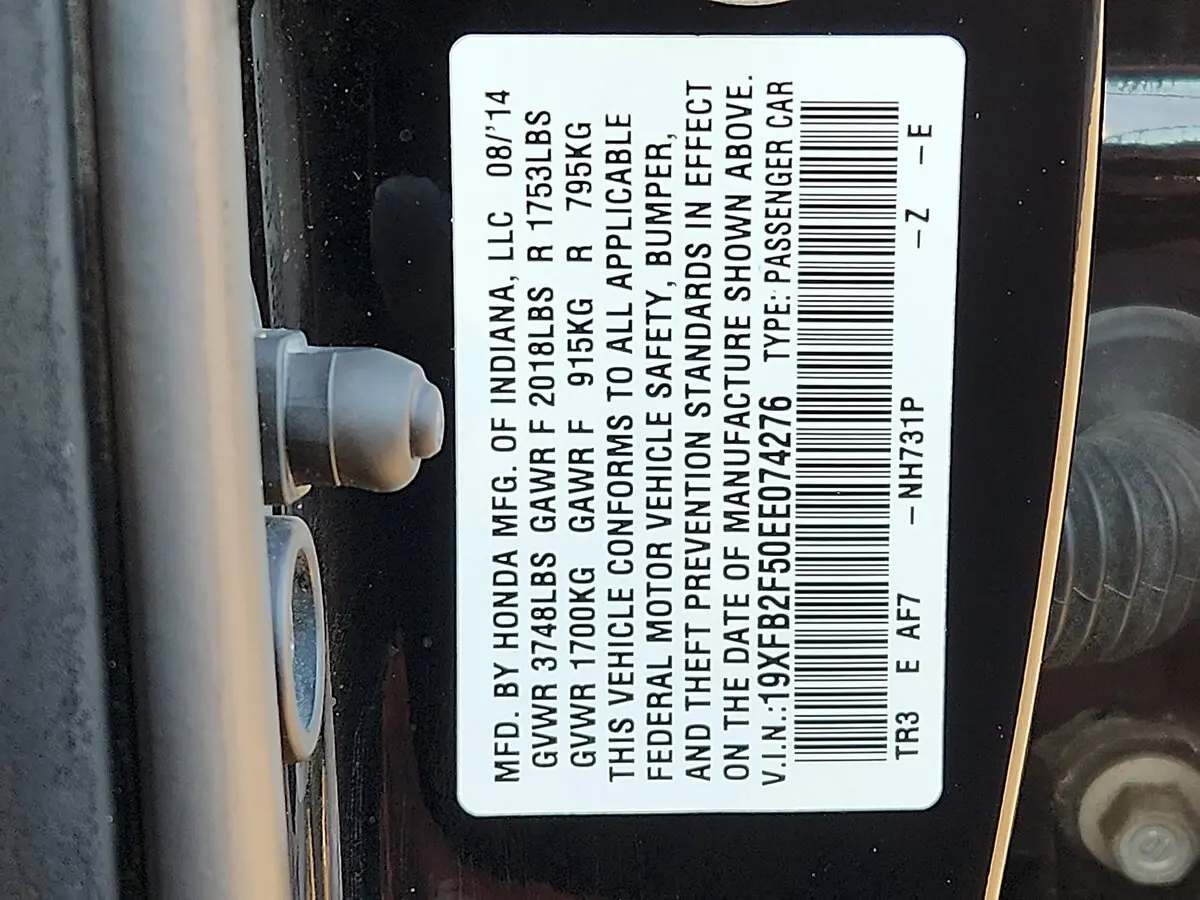 MFD. BY HONDA MFG. OF INDIANA, LLC 08/'14
GVWR 3748LBS GAWR F 2018LBS R 1753LBS
GVWR 1700KG GAWR F 915KG R 795KG
THIS VEHICLE CONFORMS TO ALL APPLICABLE
FEDERAL MOTOR VEHICLE SAFETY, BUMPER,
AND THEFT PREVENTION STANDARDS IN EFFECT
ON THE DATE OF MANUFACTURE SHOWN ABOVE.
V.I.N.:19XFB2F50EE074276 TYPE: PASSENGER CAR
TR3 E AF7 -NH731P -Z -E